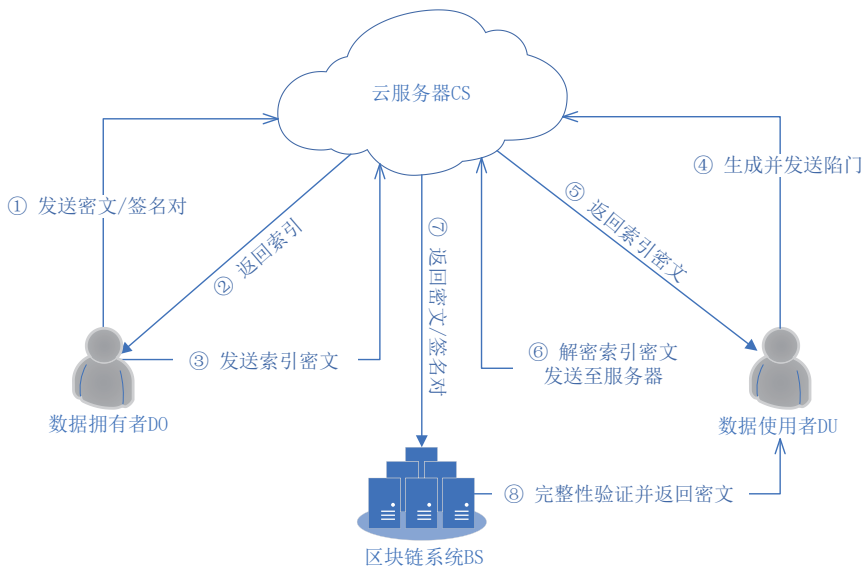 云服务器CS
④ 生成并发送陷门
① 发送密文/签名对
② 返回索引
⑤ 返回索引密文
⑦ 返回密文/签名对
③ 发送索引密文
⑥ 解密索引密文
发送至服务器
数据拥有者DO
数据使用者DU
⑧ 完整性验证并返回密文
区块链系统BS